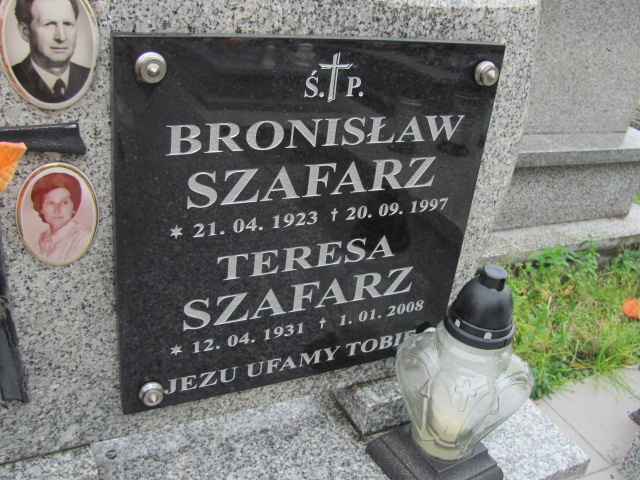 Ś. P.
BRONISŁAW
SZAFARZ
* 21. 04. 1923 † 20. 09. 1997
TERESA
SZAFARZ
* 12. 04. 1931 † 1. 01. 2008
JEZU UFAMY TOBIE